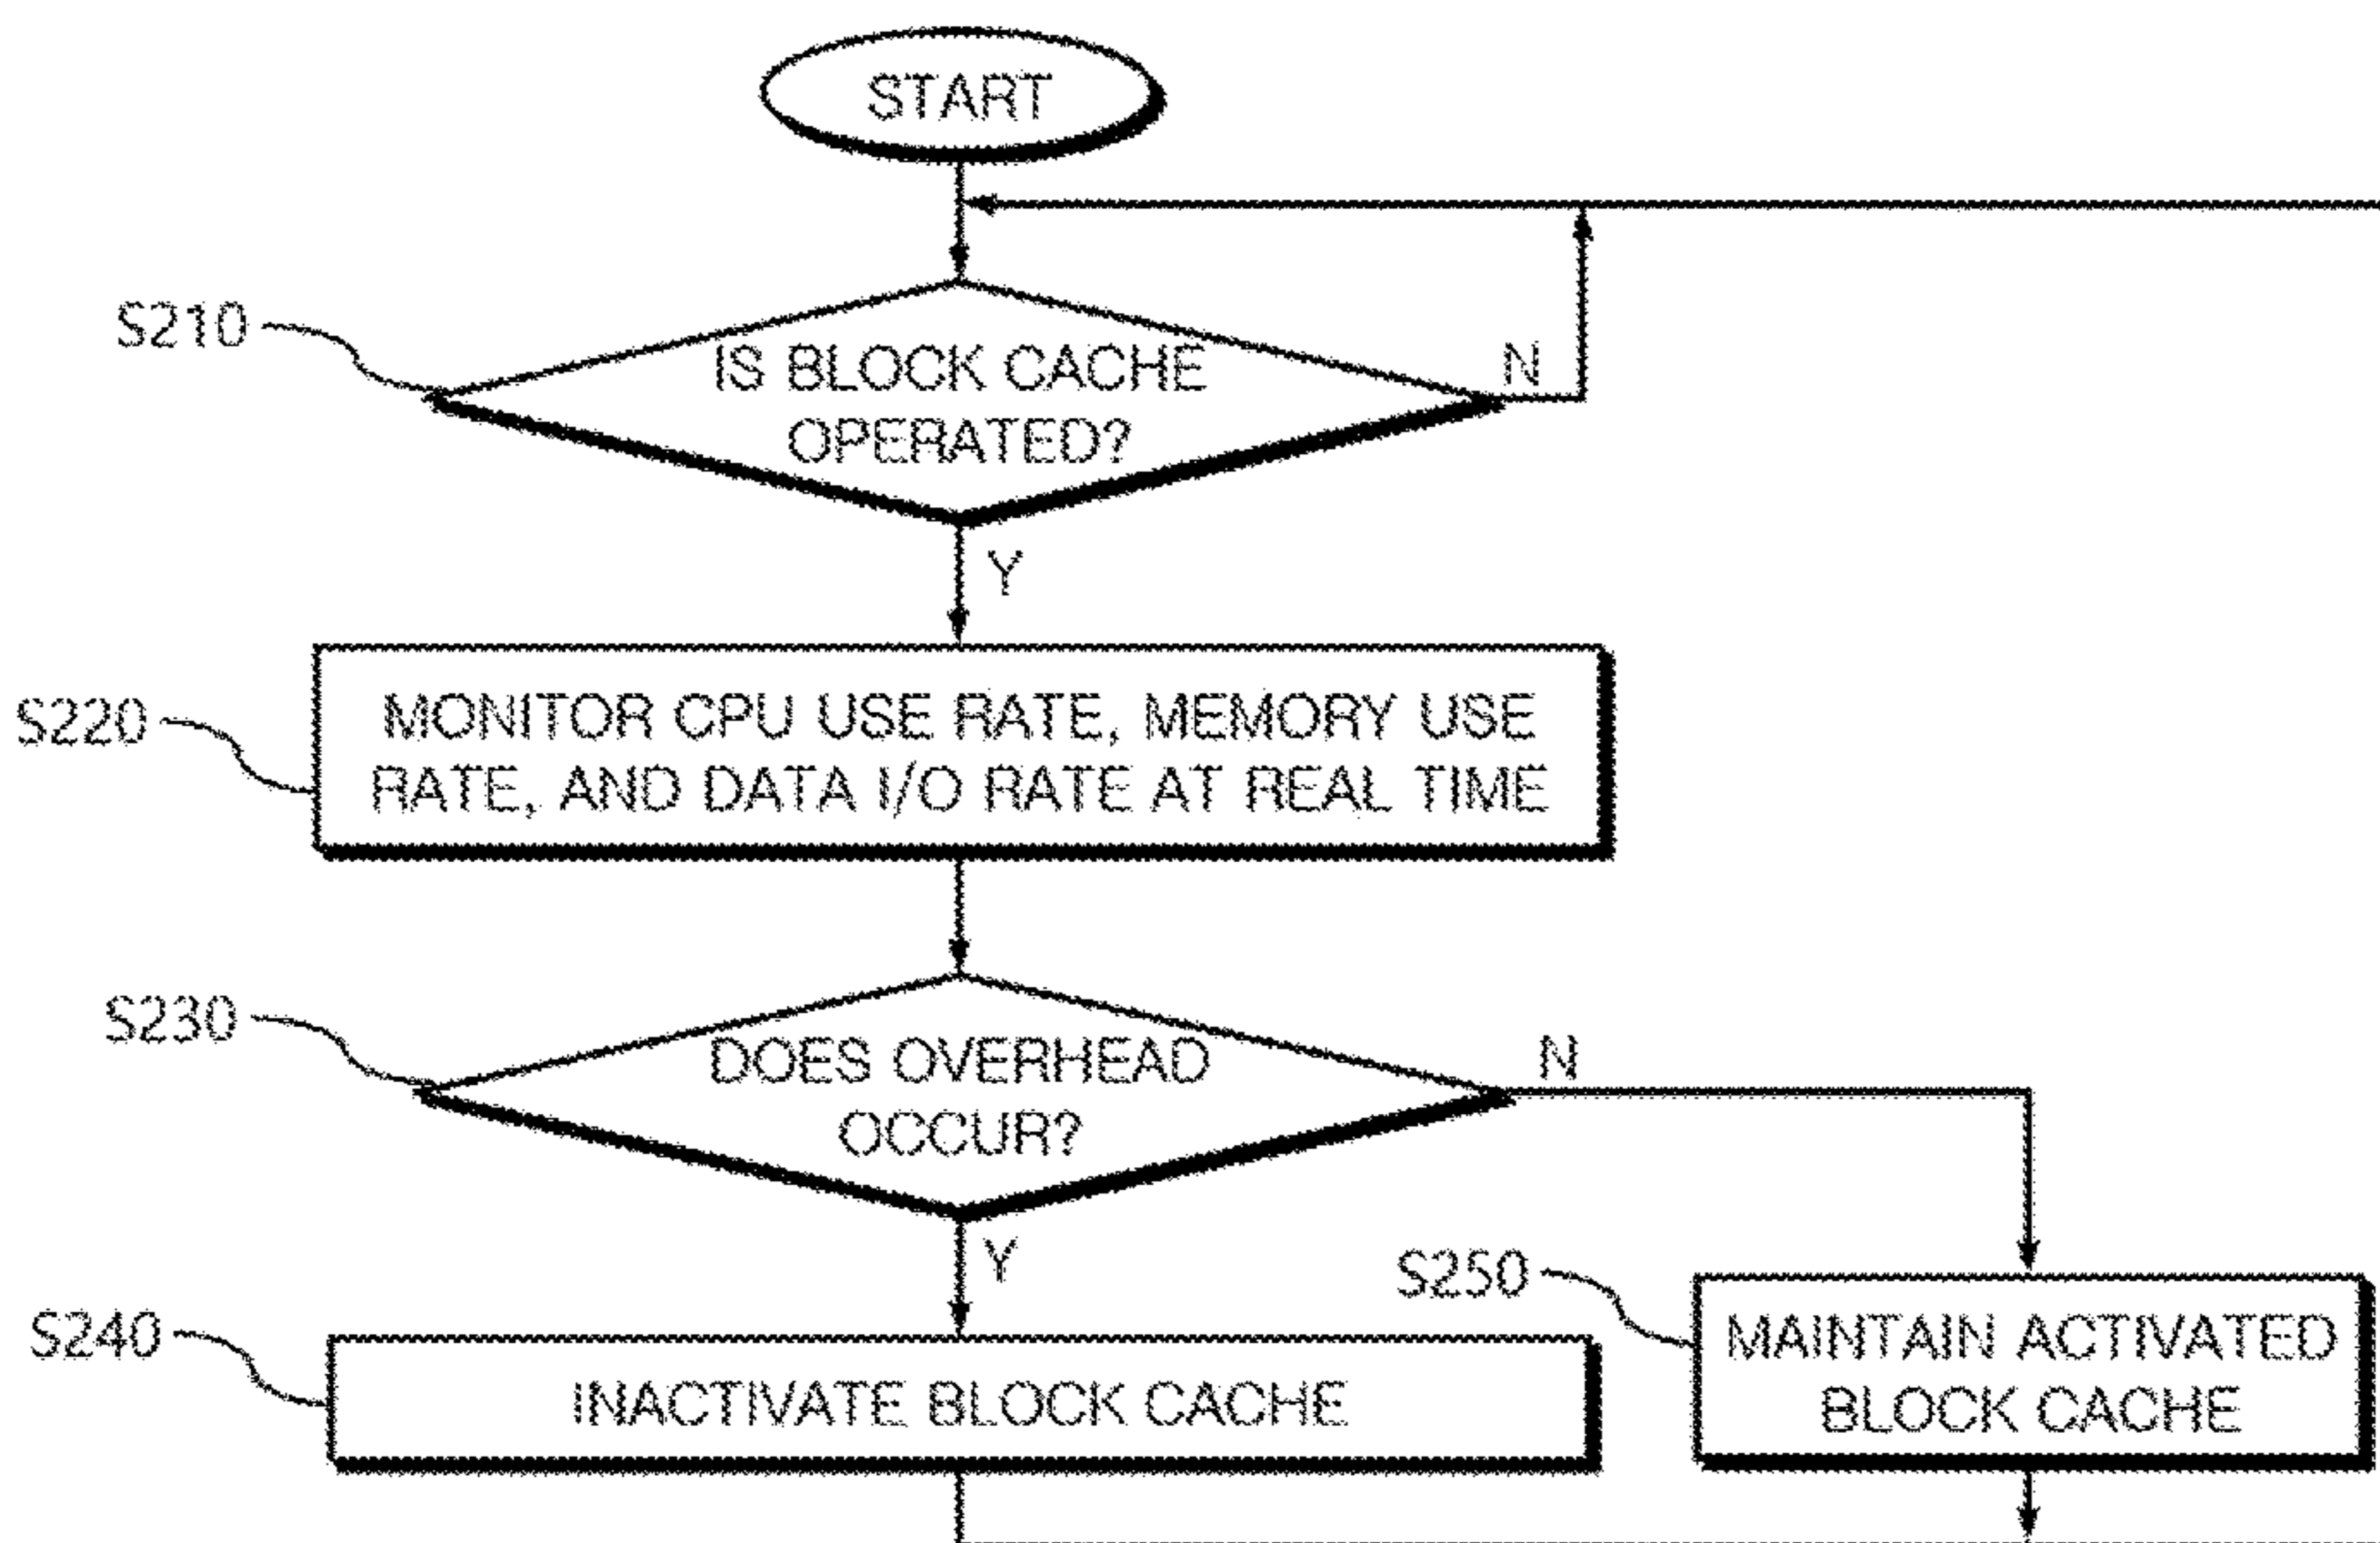 START
S210
IS BLOCK CACHE
OPERATED?
N
Y
S220
MONITOR CPU USE RATE, MEMORY USE
RATE, AND DATA I/O RATE AT REAL TIME
S230
DOES OVERHEAD
OCCUR?
N
Y
S240
INACTIVATE BLOCK CACHE
S250
MAINTAIN ACTIVATED
BLOCK CACHE